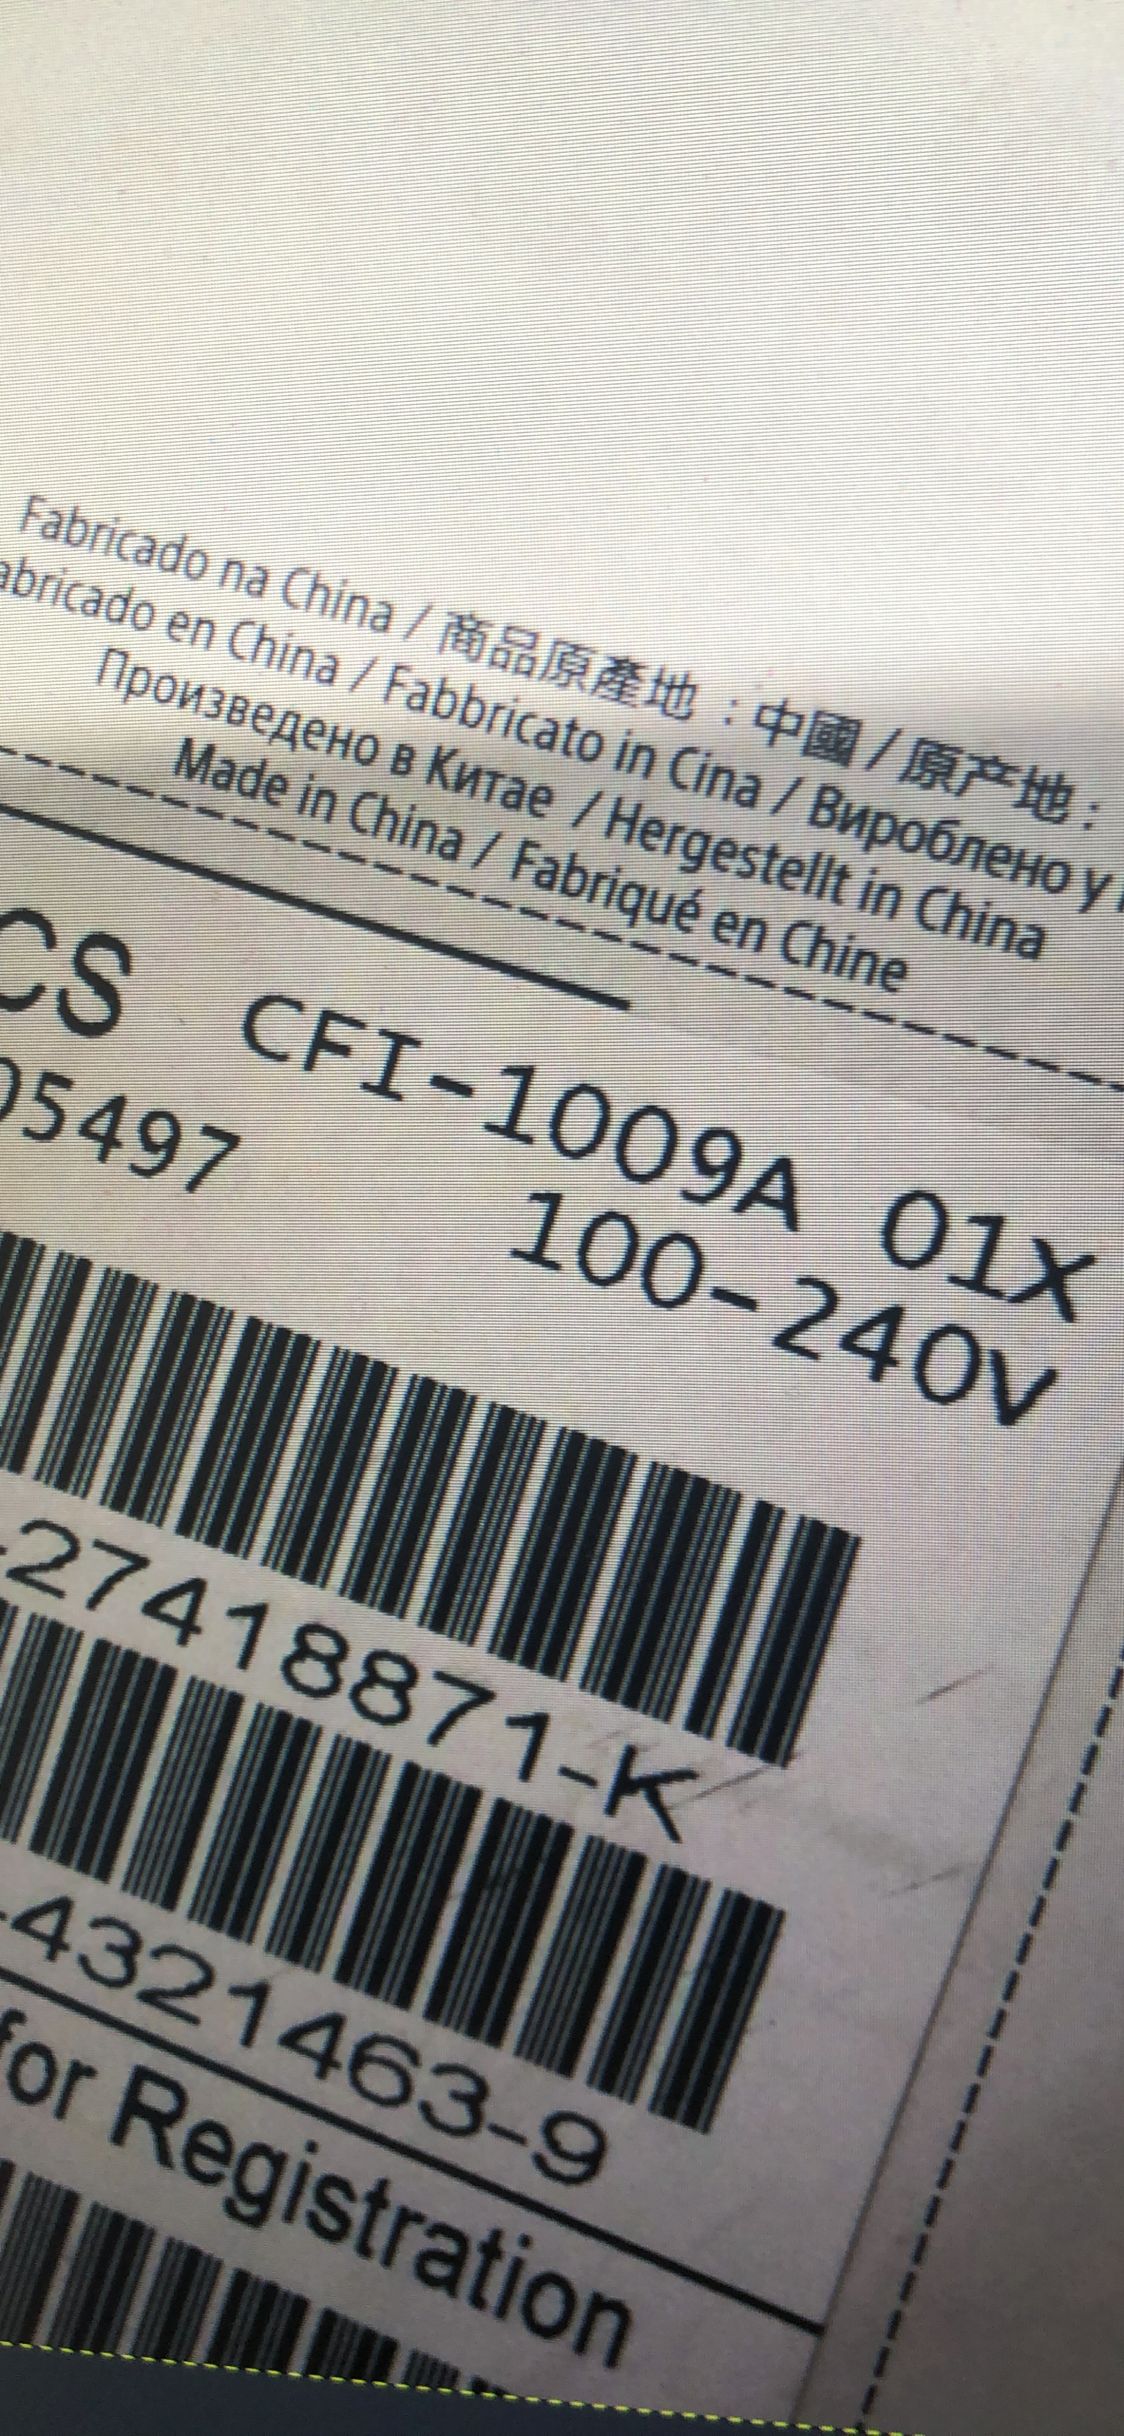 Fabricado na China / 商品原產地 : 中國 / 原产地 :
abricado en China / Fabbricato in Cina / Вироблено у
Произведено в Китае / Hergestellt in China
Made in China / Fabriqué en Chine
CS CFI-1009A 01X
05497 100-240V
-27418871-K
-4321463-9
for Registration